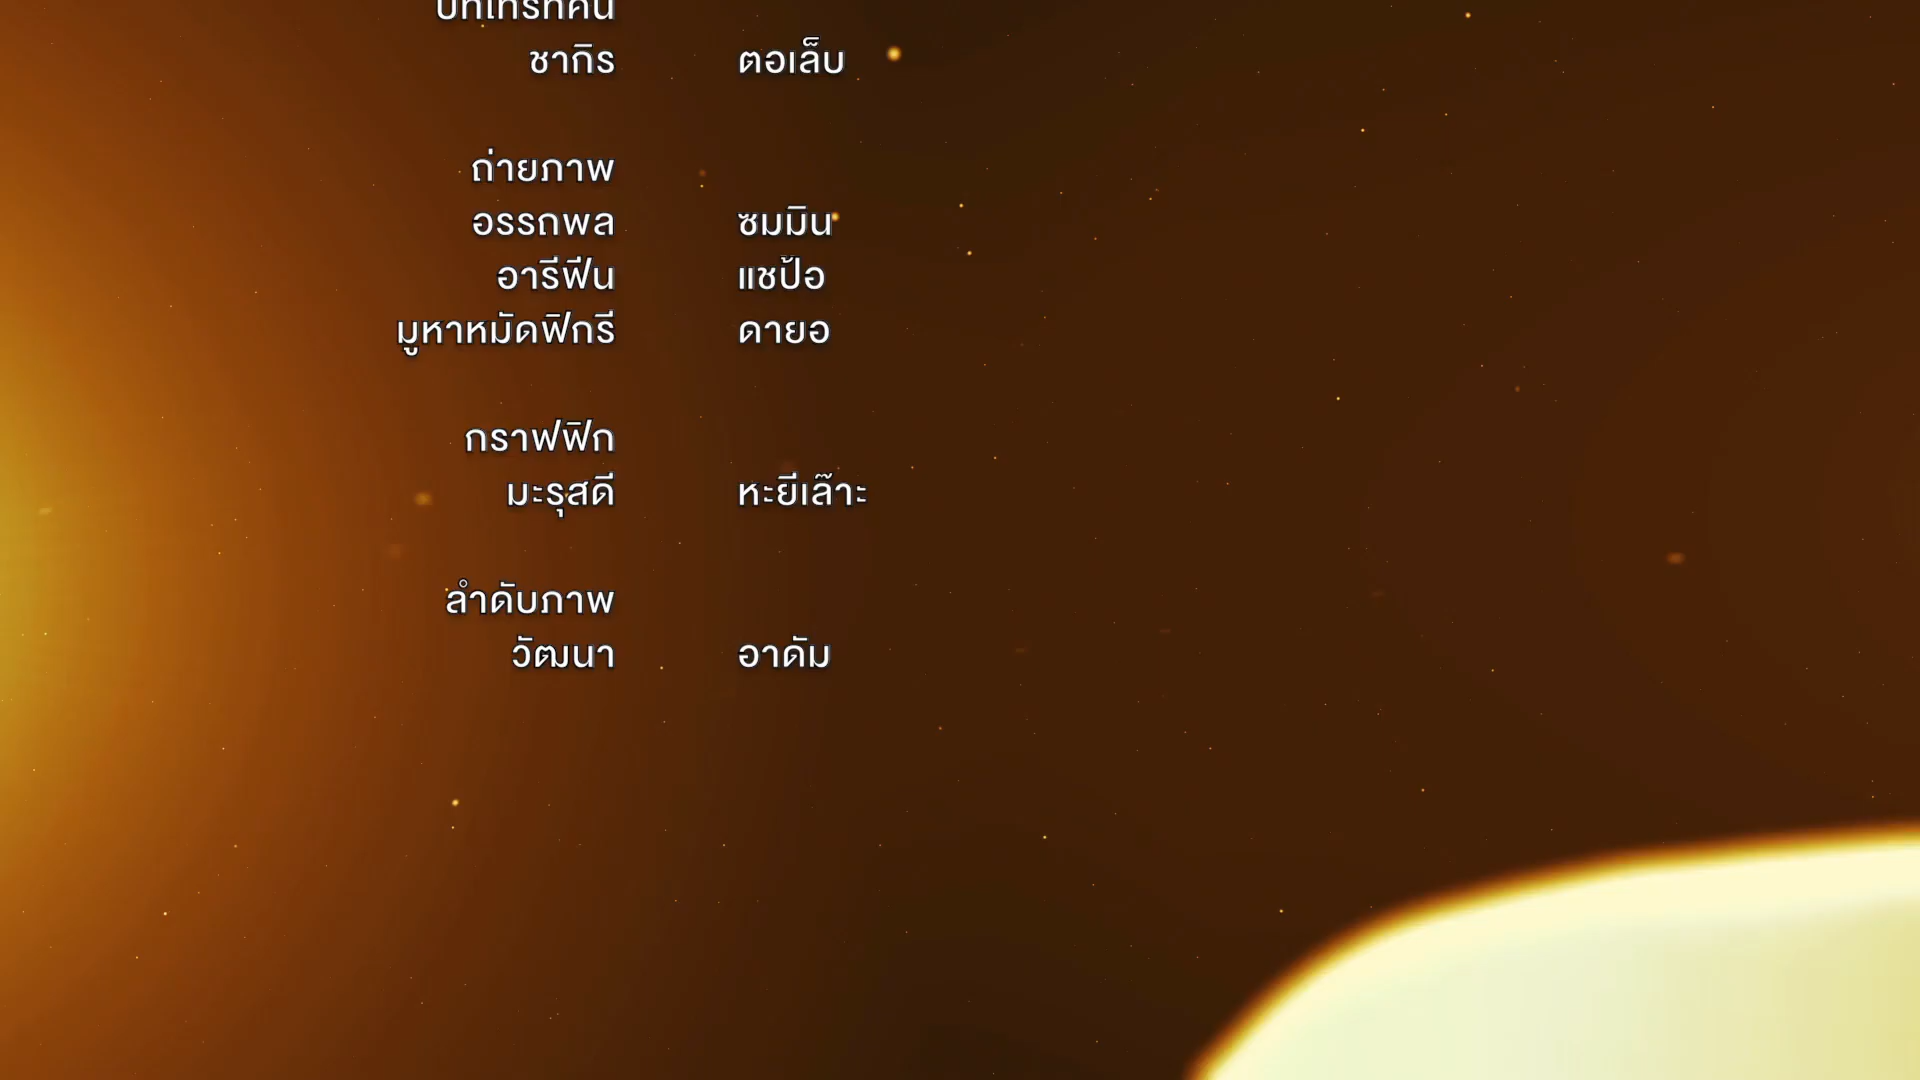 ชากิร ตอเล็บ
ถ่ายภาพ
อรรถพล ซมมิน
อารีฟีน แชป้อ
มูหาหมัดฟิกรี ดายอ
กราฟฟิก
มะรุสดี หะยีเล๊าะ
ลำดับภาพ
วัฒนา อาดัม